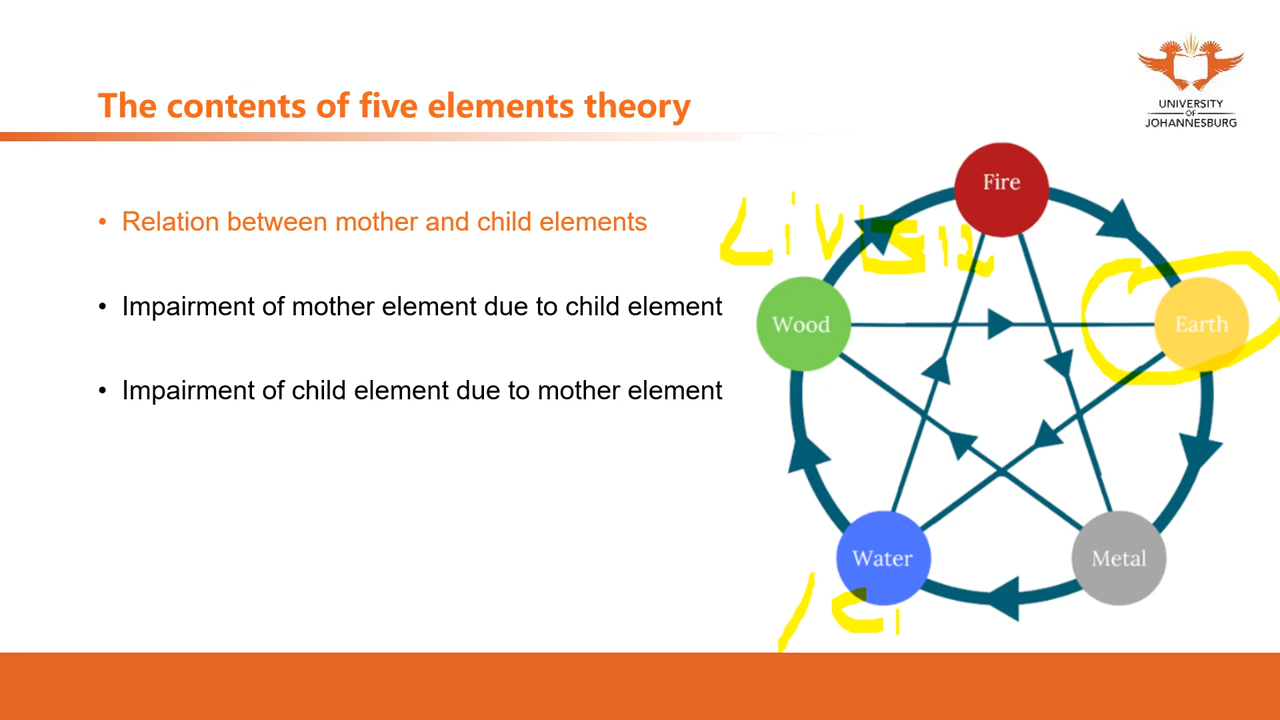 The contents of five elements theory
UNIVERSITY
OF
JOHANNESBURG
• Relation between mother and child elements
• Impairment of mother element due to child element
• Impairment of child element due to mother element
Fire
Wood
Earth
Water
Metal